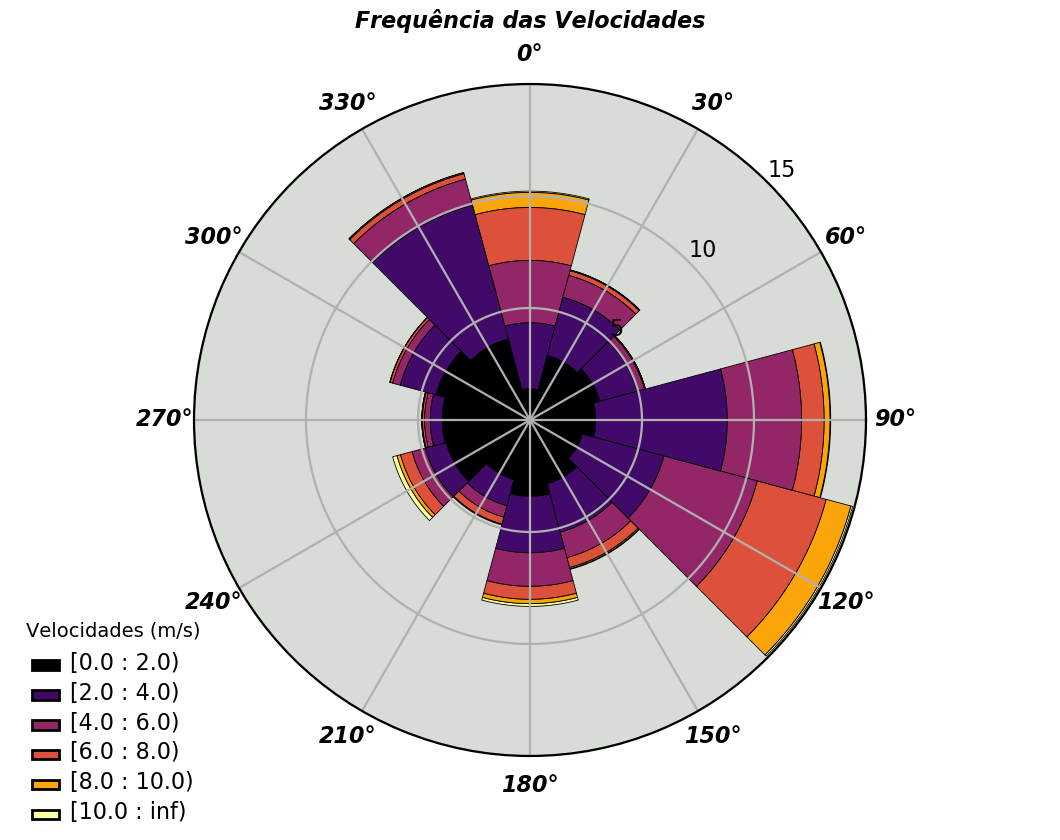 Frequência das Velocidades
0°
330°
30°
15
300°
60°
10
5
270°
90°
240°
120°
210°
150°
180°
Velocidades (m/s)
[0.0 : 2.0)
[2.0 : 4.0)
[4.0 : 6.0)
[6.0 : 8.0)
[8.0 : 10.0)
[10.0 : inf)